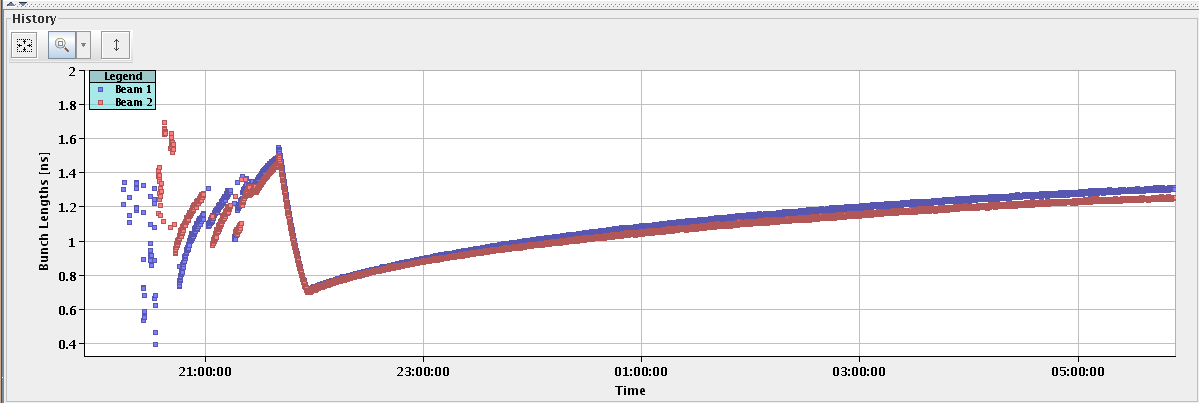 History
Legend
Beam 1
Beam 2
2
1.8
1.6
1.4
1.2
1
0.8
0.6
0.4
Bunch Lengths [ns]
21:00:00 23:00:00 01:00:00 03:00:00 05:00:00
Time